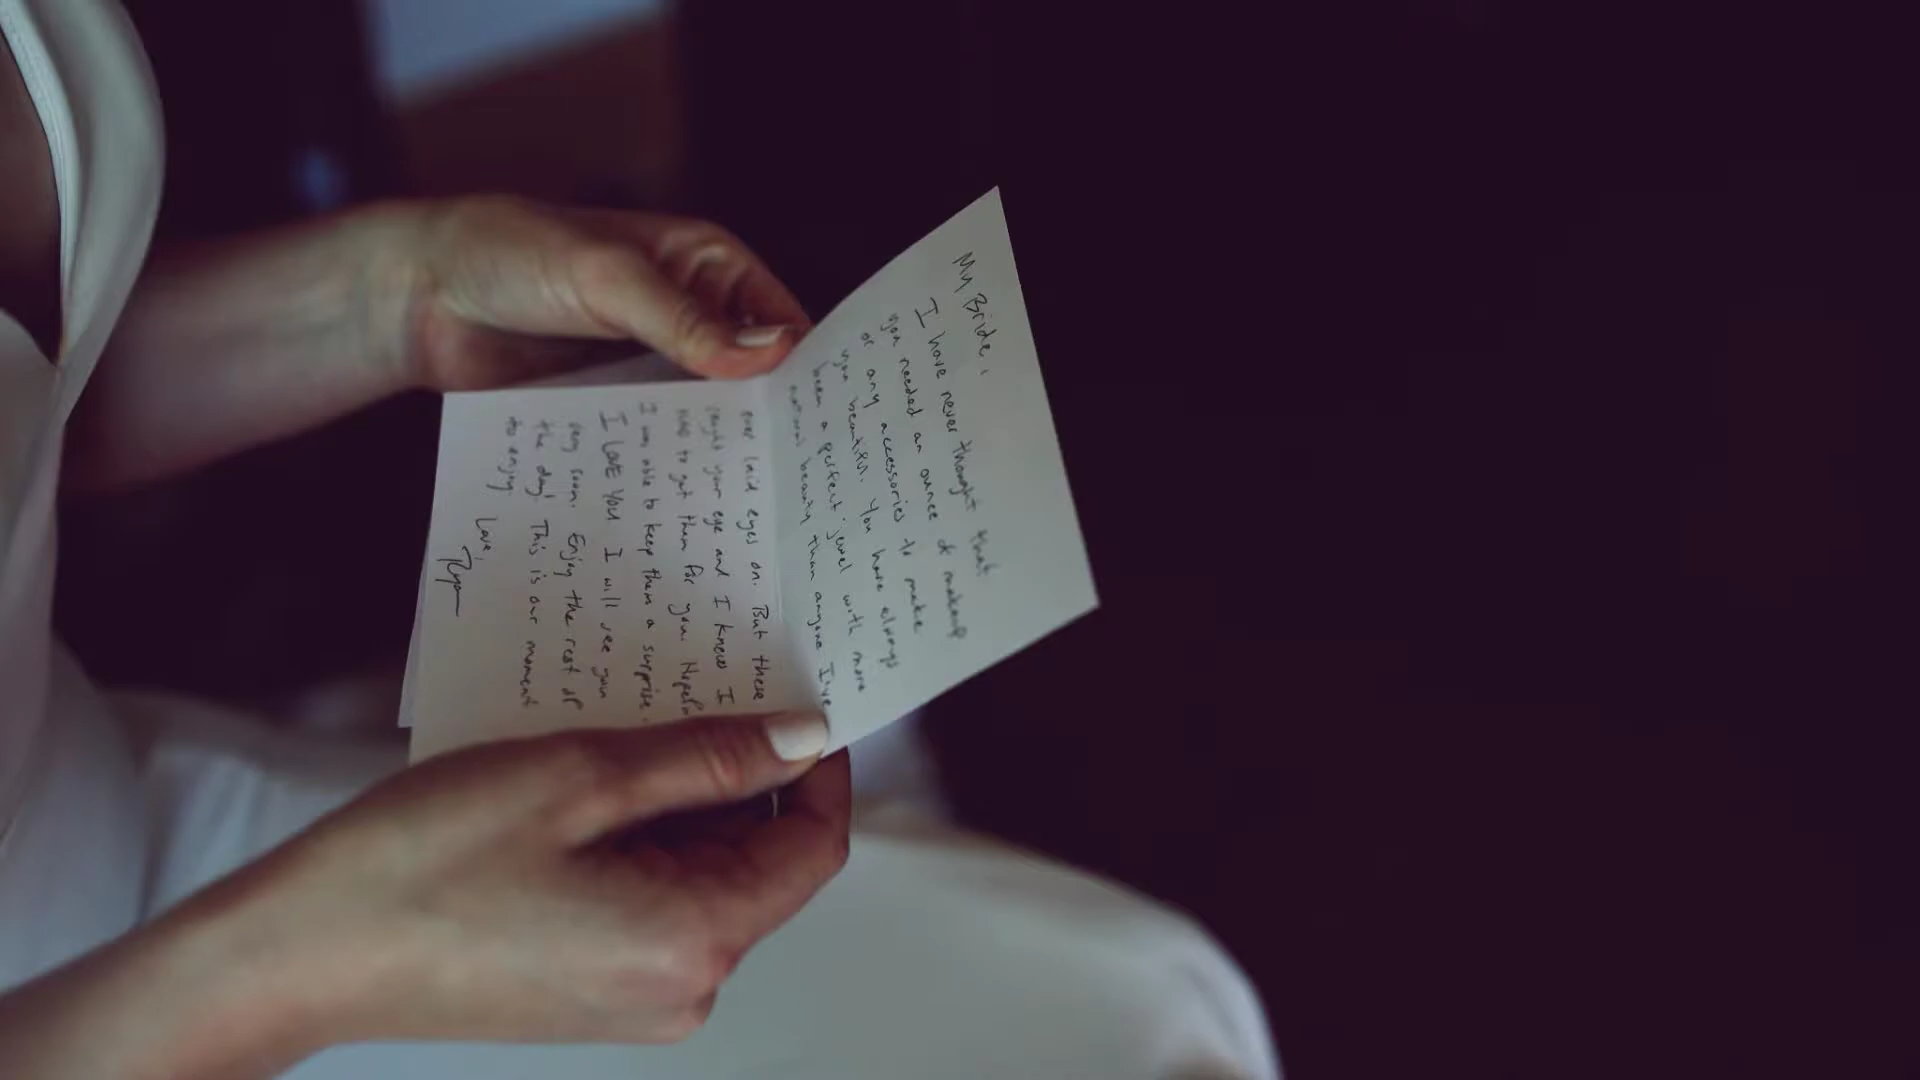 My Bride,
I have never thought that
you needed an ounce of makeup
or any accessories to make
you beautiful. You have always
been a perfect jewel with more
natural beauty than anyone I've
ever laid eyes on. But these
caught your eye and I knew I
had to get them for you.
I was able to keep them a surprise.
I LOVE YOU I will see you
very soon. Enjoy the rest of
the day! This is our moment
to enjoy
Love,
Ryan